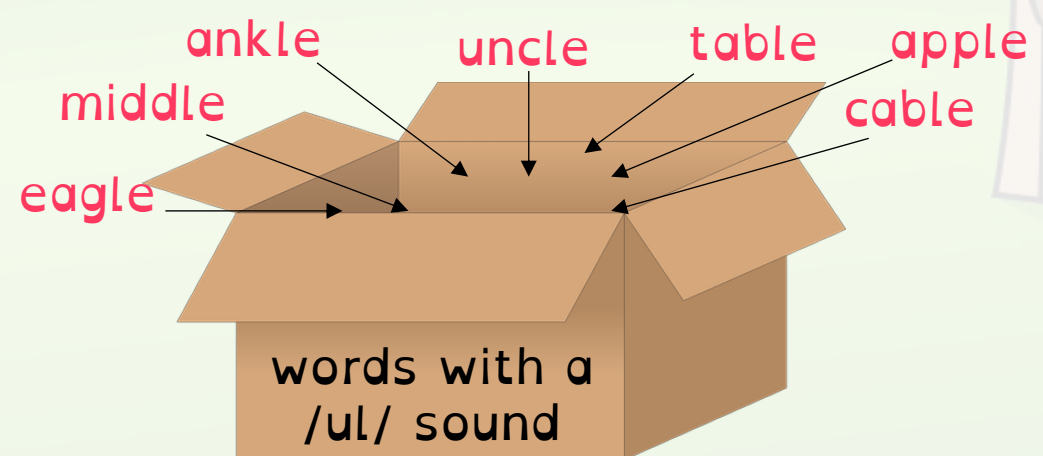 ankle
uncle
table
apple
middle
cable
eagle
words with a
/ul/ sound